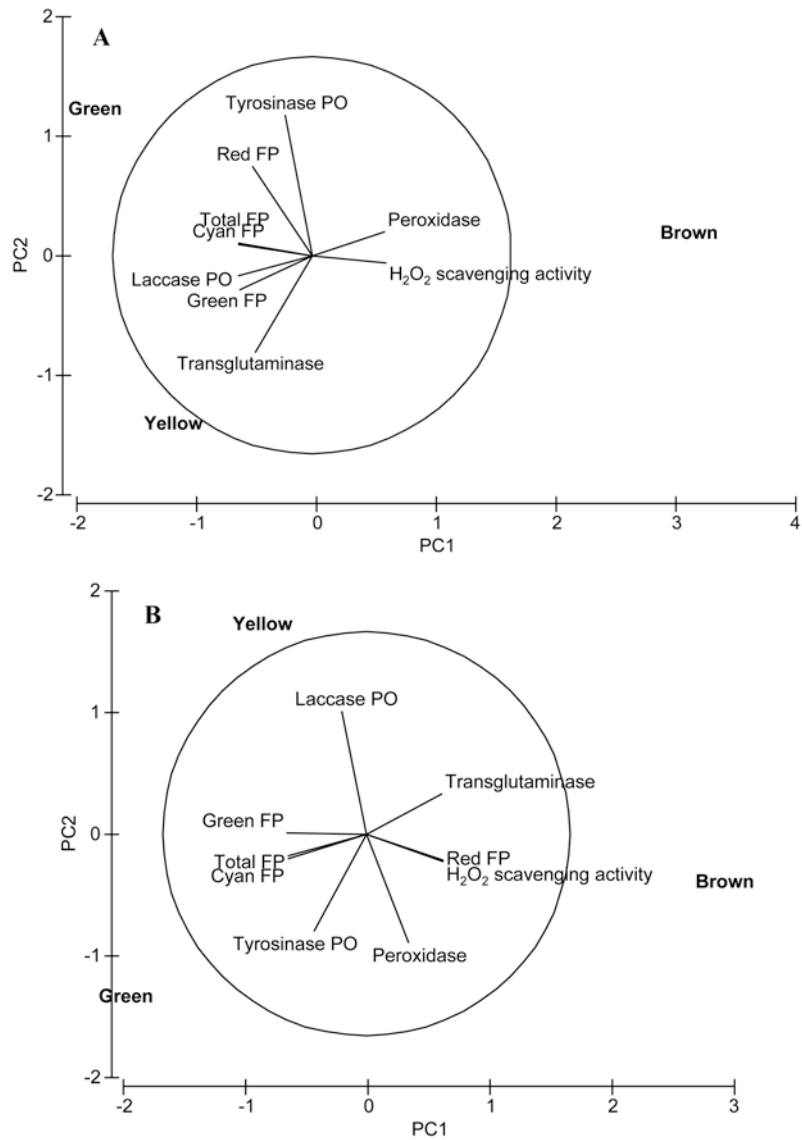 2
A
Tyrosinase PO
Green
1
Red FP
Total FP
Cyan FP
Peroxidase
Brown
PC2
0
H₂O₂ scavenging activity
Laccase PO
Green FP
Transglutaminase
-1
Yellow
-2
-2 -1 0 1 2 3 4
PC1
2
B
Yellow
Laccase PO
1
Transglutaminase
Green FP
PC2
0
Total FP
Cyan FP
Red FP
H₂O₂ scavenging activity
Brown
Tyrosinase PO
Peroxidase
-1
Green
-2
-2 -1 0 1 2 3
PC1